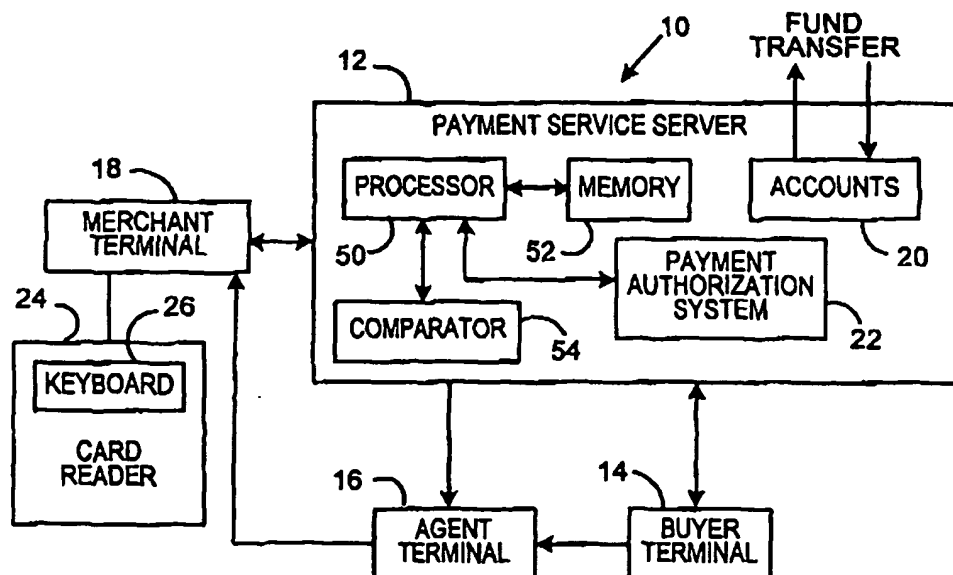 10
FUND
TRANSFER
12
PAYMENT SERVICE SERVER
18
MERCHANT
TERMINAL
PROCESSOR
MEMORY
ACCOUNTS
50
52
20
PAYMENT
AUTHORIZATION
SYSTEM
22
COMPARATOR
54
24
26
KEYBOARD
CARD
READER
16
AGENT
TERMINAL
14
BUYER
TERMINAL